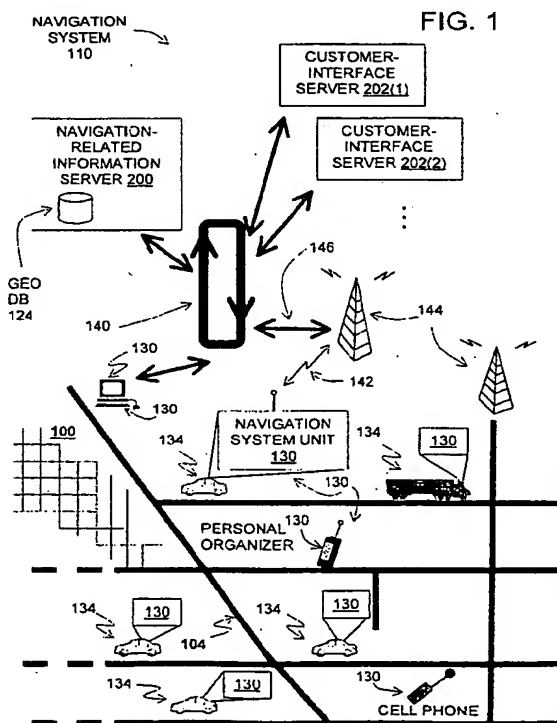 FIG. 1
NAVIGATION
SYSTEM
110
CUSTOMER-
INTERFACE
SERVER 202(1)
NAVIGATION-
RELATED
INFORMATION
SERVER 200
CUSTOMER-
INTERFACE
SERVER 202(2)
146
GEO
DB
124
140
144
130
142
130
100
134
NAVIGATION
SYSTEM UNIT
130
134
130
130
PERSONAL
ORGANIZER
130
134
130
104
134
130
134
130
130
CELL PHONE